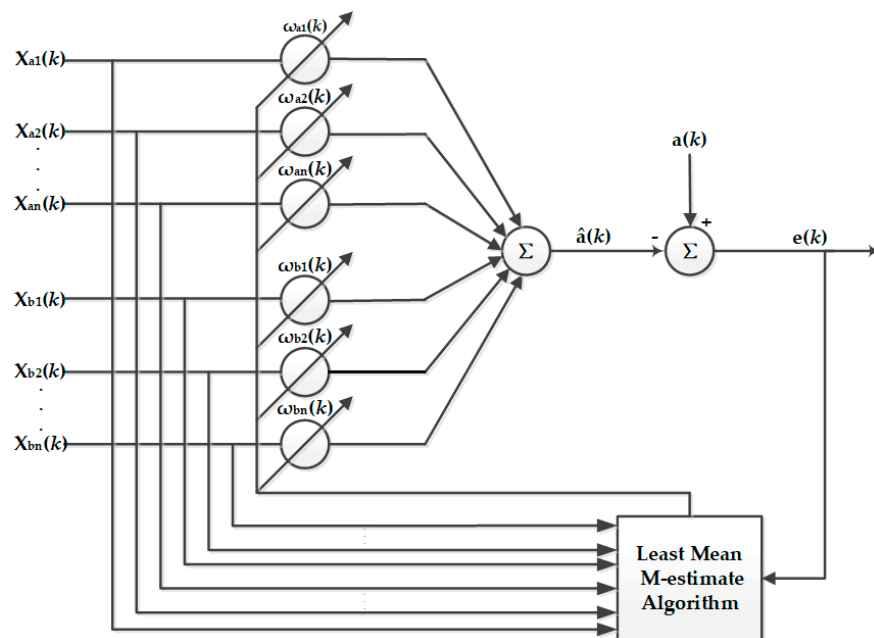 ωa1(k)
Xa1(k)
ωa2(k)
Xa2(k)
a(k)
ωan(k)
Xan(k)
+
Σ
â(k)
-
Σ
e(k)
ωb1(k)
Xb1(k)
ωb2(k)
Xb2(k)
ωbn(k)
Xbn(k)
Least Mean
M-estimate
Algorithm